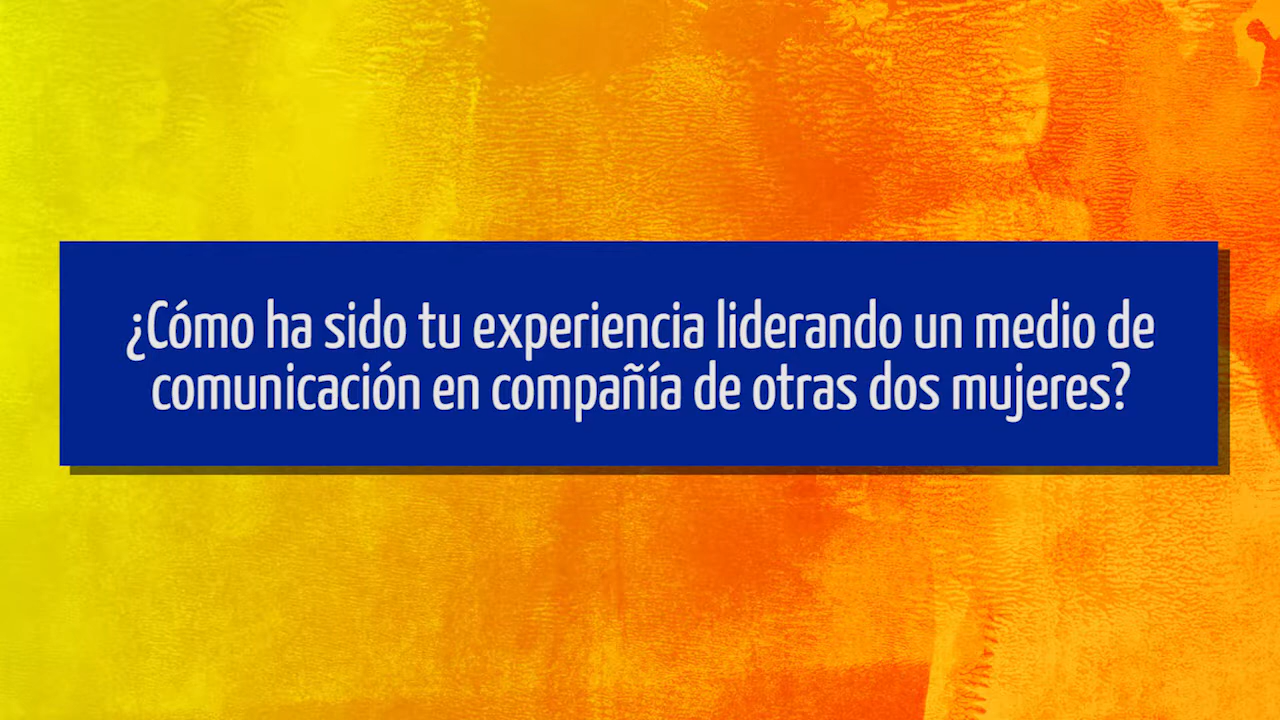 ¿Cómo ha sido tu experiencia liderando un medio de
comunicación en compañía de otras dos mujeres?